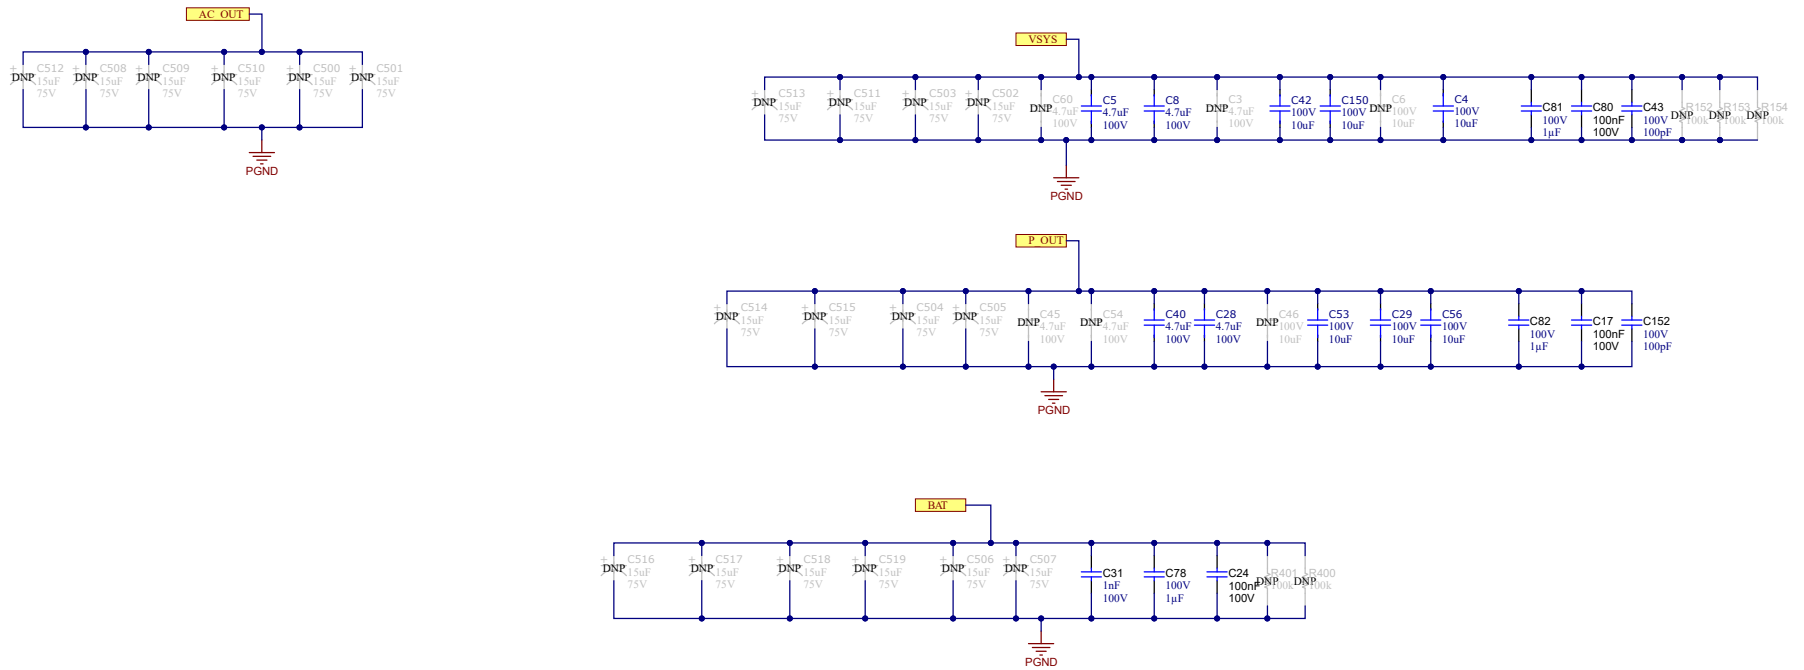 AC_OUT
+ DNP C512
15uF
75V
+ DNP C508
15uF
75V
+ DNP C509
15uF
75V
+ DNP C510
15uF
75V
+ DNP C500
15uF
75V
+ DNP C501
15uF
75V
PGND
VSYS
+ DNP C513
15uF
75V
+ DNP C511
15uF
75V
+ DNP C503
15uF
75V
+ DNP C502
15uF
75V
DNP C60
4.7uF
100V
C5
4.7uF
100V
C8
4.7uF
100V
DNP C3
4.7uF
100V
C42
100V
10uF
C150
100V
10uF
DNP C6
100V
10uF
C4
100V
10uF
C81
100V
1µF
C80
100nF
100V
C43
100V
100pF
DNP R152
100k
DNP R153
100k
DNP R154
100k
PGND
P_OUT
+ DNP C514
15uF
75V
+ DNP C515
15uF
75V
+ DNP C504
15uF
75V
+ DNP C505
15uF
75V
DNP C45
4.7uF
100V
DNP C54
4.7uF
100V
C40
4.7uF
100V
C28
4.7uF
100V
DNP C46
100V
10uF
C53
100V
10uF
C29
100V
10uF
C56
100V
10uF
C82
100V
1µF
C17
100nF
100V
C152
100V
100pF
PGND
BAT
+ DNP C516
15uF
75V
+ DNP C517
15uF
75V
+ DNP C518
15uF
75V
+ DNP C519
15uF
75V
+ DNP C506
15uF
75V
+ DNP C507
15uF
75V
C31
1nF
100V
C78
100V
1µF
C24
100nF
100V
DNP R401
100k
DNP R400
100k
PGND